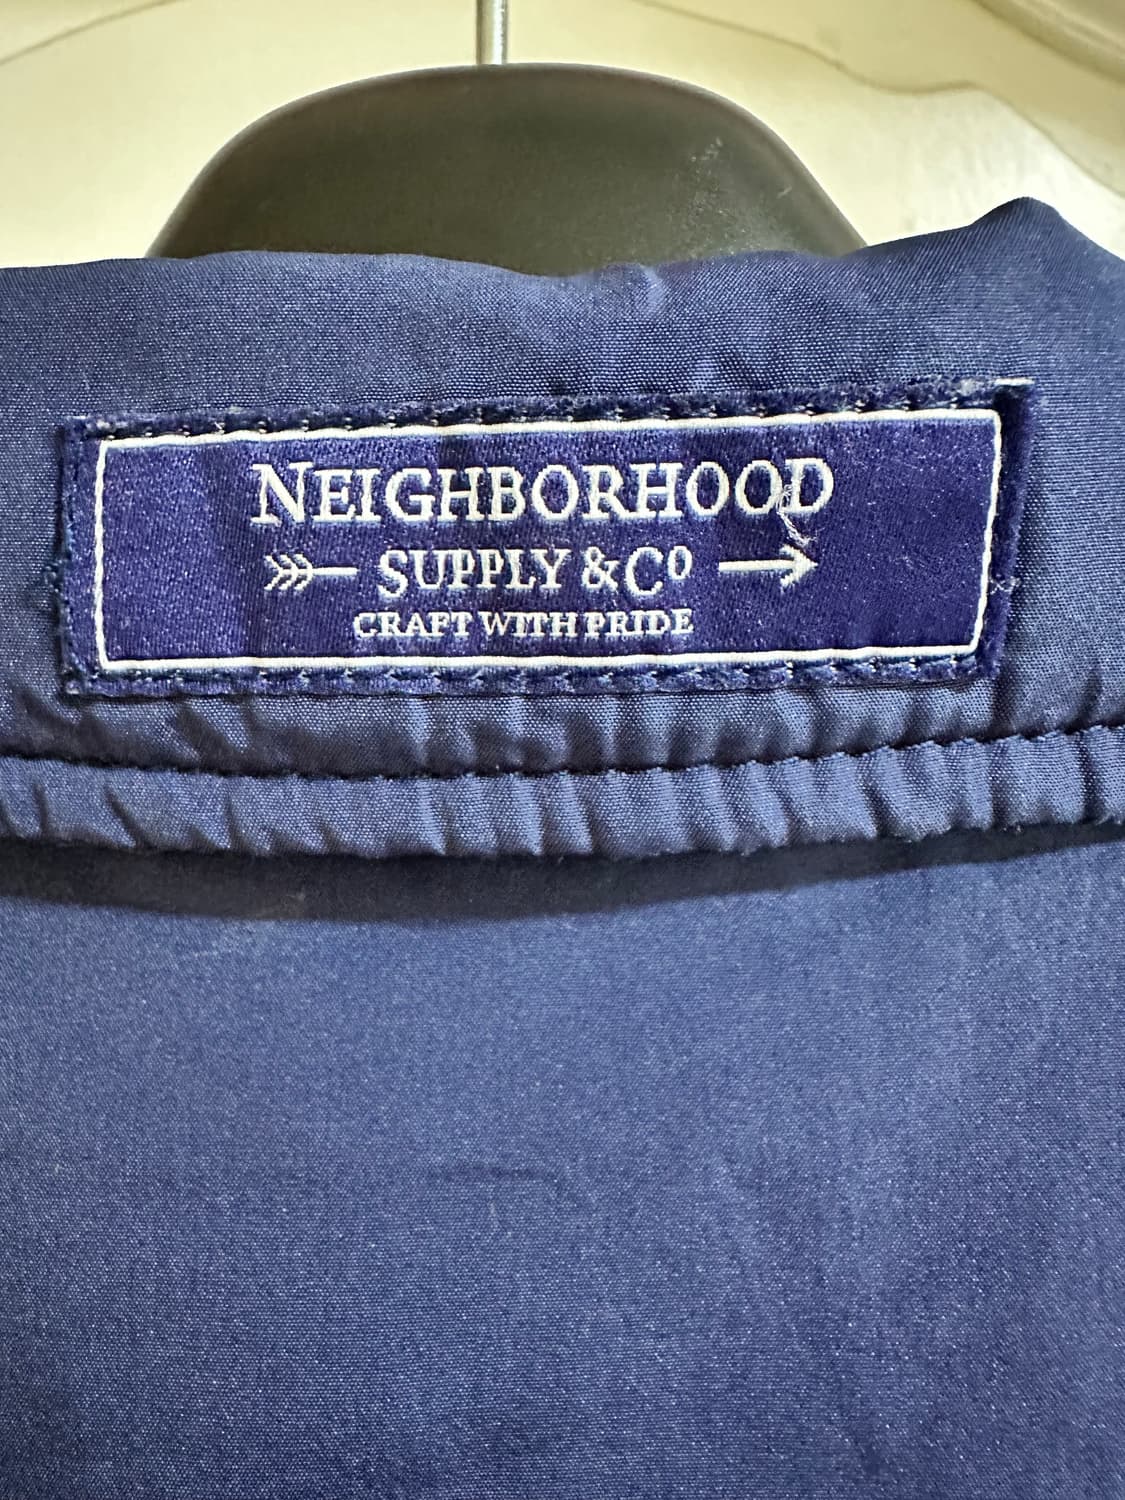 NEIGHBORHOOD
SUPPLY & Cº
CRAFT WITH PRIDE